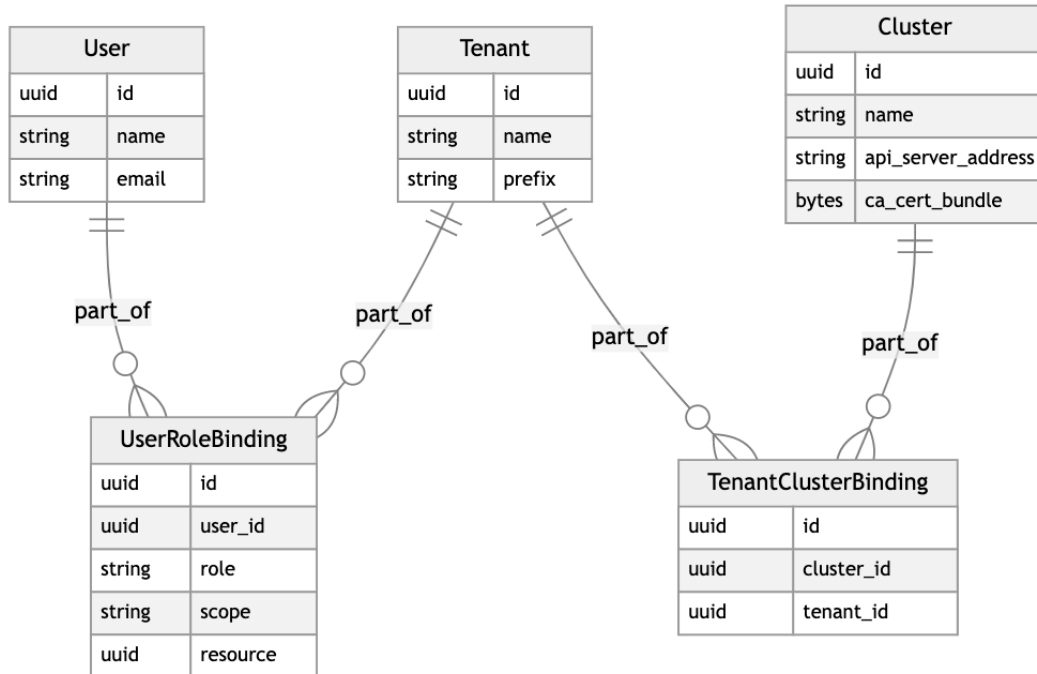 User
uuid id
string name
string email
Tenant
uuid id
string name
string prefix
Cluster
uuid id
string name
string api_server_address
bytes ca_cert_bundle
part_of
part_of
part_of
part_of
UserRoleBinding
uuid id
uuid user_id
string role
string scope
uuid resource
TenantClusterBinding
uuid id
uuid cluster_id
uuid tenant_id